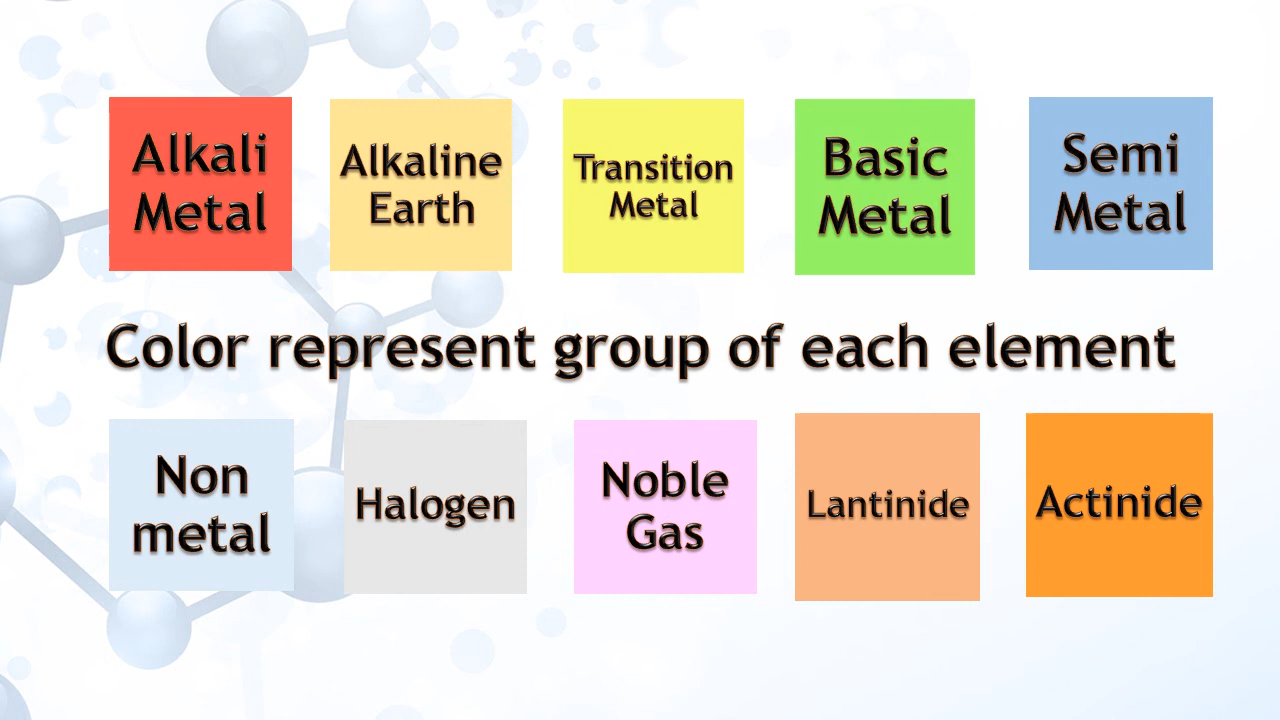 Alkali
Metal
Alkaline
Earth
Transition
Metal
Basic
Metal
Semi
Metal
Color represent group of each element
Non
metal
Halogen
Noble
Gas
Lantinide
Actinide